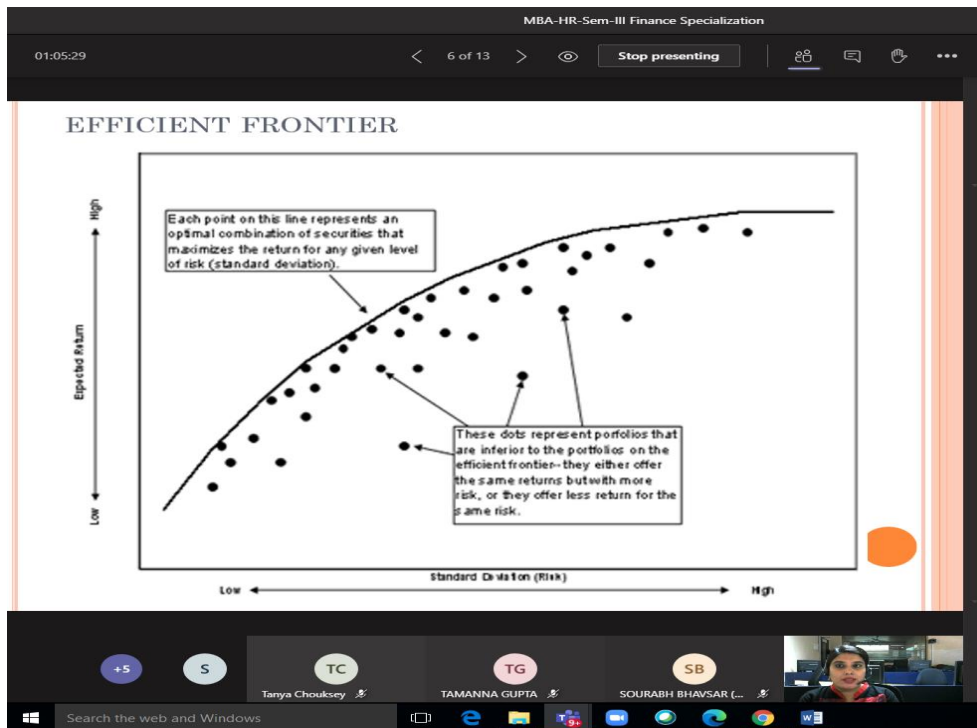 MBA-HR-Sem-III Finance Specialization
01:05:29
6 of 13
Stop presenting
EFFICIENT FRONTIER
Each point on this line represents an
optimal combination of securities that
maximizes the return for any given level
of risk (standard deviation).
High
Expected Return
Low
These dots represent porfolios that
are inferior to the portfolios on the
efficient frontier--they either offer
the same returns but with more
risk, or they offer less return for the
same risk.
Standard Deviation (Risk)
Low
High
+5
S
TC
TG
SB
Tanya Chouksey
TAMANNA GUPTA
SOURABH BHAVSAR (...
Search the web and Windows
9+